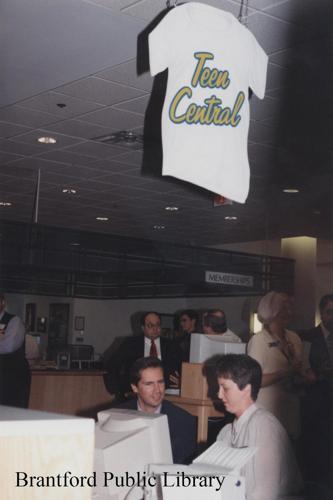 Teen
Central
MEMBERSHIPS
Brantford Public Library